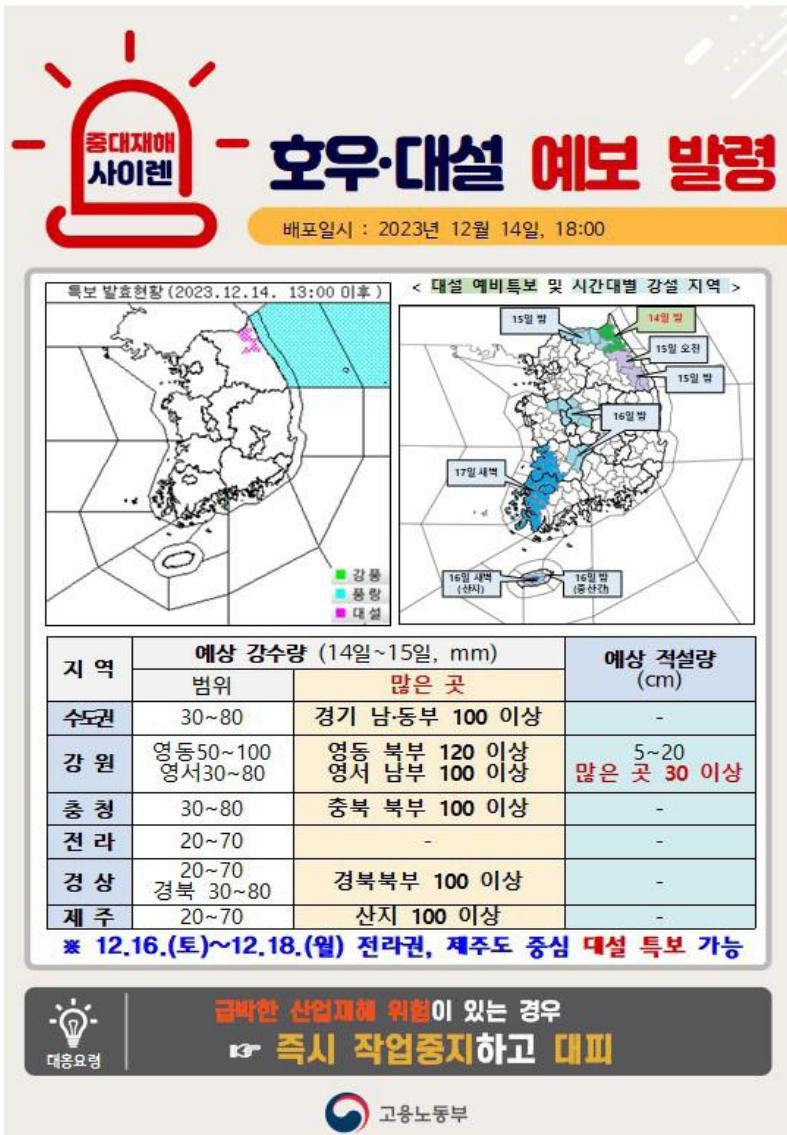 중대재해
사이렌
호우·대설 예보 발령
배포일시 : 2023년 12월 14일, 18:00
특보 발효현황 (2023.12.14. 13:00 이후 )
강풍
풍랑
대설
< 대설 예비특보 및 시간대별 강설 지역 >
15일 밤
14일 밤
15일 오전
15일 밤
16일 밤
17일 새벽
16일 새벽
(산지)
16일 밤
(중산간)
지 역
예상 강수량 (14일~15일, mm)
예상 적설량
(cm)
범위
많은 곳
수도권 30~80 경기 남·동부 100 이상 -
강 원
영동50~100 영동 북부 120 이상 5~20
영서30~80 영서 남부 100 이상 많은 곳 30 이상
충 청 30~80 충북 북부 100 이상 -
전 라 20~70 - -
경 상
20~70
경북 30~80
경북북부 100 이상 -
제 주 20~70 산지 100 이상 -
※ 12.16.(토)~12.18.(월) 전라권, 제주도 중심 대설 특보 가능
대응요령
급박한 산업재해 위험이 있는 경우
☞ 즉시 작업중지하고 대피
고용노동부